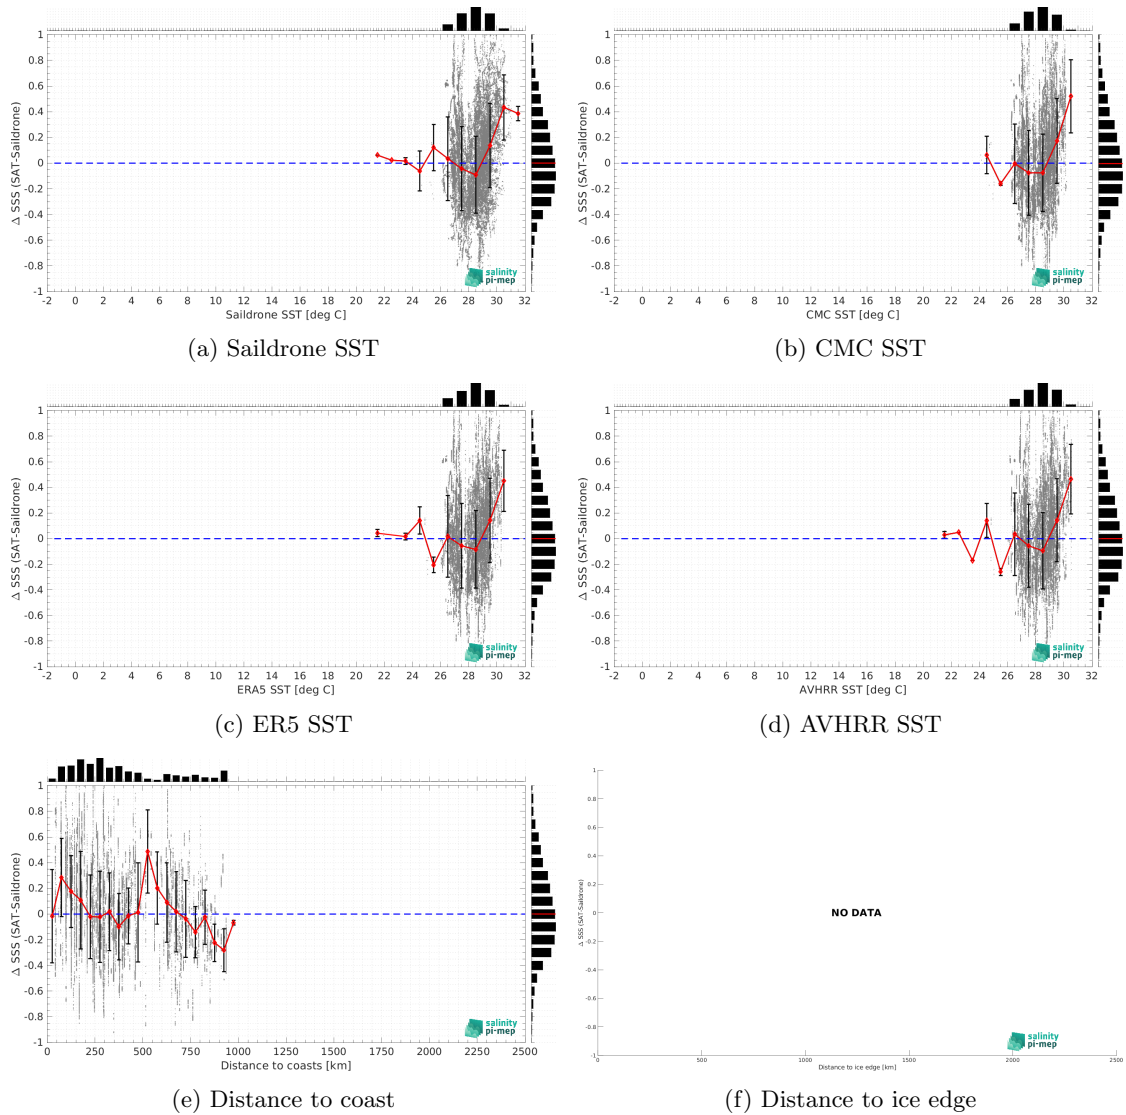 1
0.8
0.6
0.4
0.2
0
-0.2
-0.4
-0.6
-0.8
-1
Δ SSS (SAT-Saildrone)
salinity
pi-mep
-2 0 2 4 6 8 10 12 14 16 18 20 22 24 26 28 30 32
Saildrone SST [deg C]
(a) Saildrone SST
1
0.8
0.6
0.4
0.2
0
-0.2
-0.4
-0.6
-0.8
-1
Δ SSS (SAT-Saildrone)
salinity
pi-mep
-2 0 2 4 6 8 10 12 14 16 18 20 22 24 26 28 30 32
CMC SST [deg C]
(b) CMC SST
1
0.8
0.6
0.4
0.2
0
-0.2
-0.4
-0.6
-0.8
-1
Δ SSS (SAT-Saildrone)
salinity
pi-mep
-2 0 2 4 6 8 10 12 14 16 18 20 22 24 26 28 30 32
ERA5 SST [deg C]
(c) ER5 SST
1
0.8
0.6
0.4
0.2
0
-0.2
-0.4
-0.6
-0.8
-1
Δ SSS (SAT-Saildrone)
salinity
pi-mep
-2 0 2 4 6 8 10 12 14 16 18 20 22 24 26 28 30 32
AVHRR SST [deg C]
(d) AVHRR SST
1
0.8
0.6
0.4
0.2
0
-0.2
-0.4
-0.6
-0.8
-1
Δ SSS (SAT-Saildrone)
salinity
pi-mep
0 250 500 750 1000 1250 1500 1750 2000 2250 2500
Distance to coasts [km]
(e) Distance to coast
1
0.8
0.6
0.4
0.2
0
-0.2
-0.4
-0.6
-0.8
-1
Δ SSS (SAT-Saildrone)
NO DATA
salinity
pi-mep
0 500 1000 1500 2000 2500
Distance to ice edge [km]
(f) Distance to ice edge